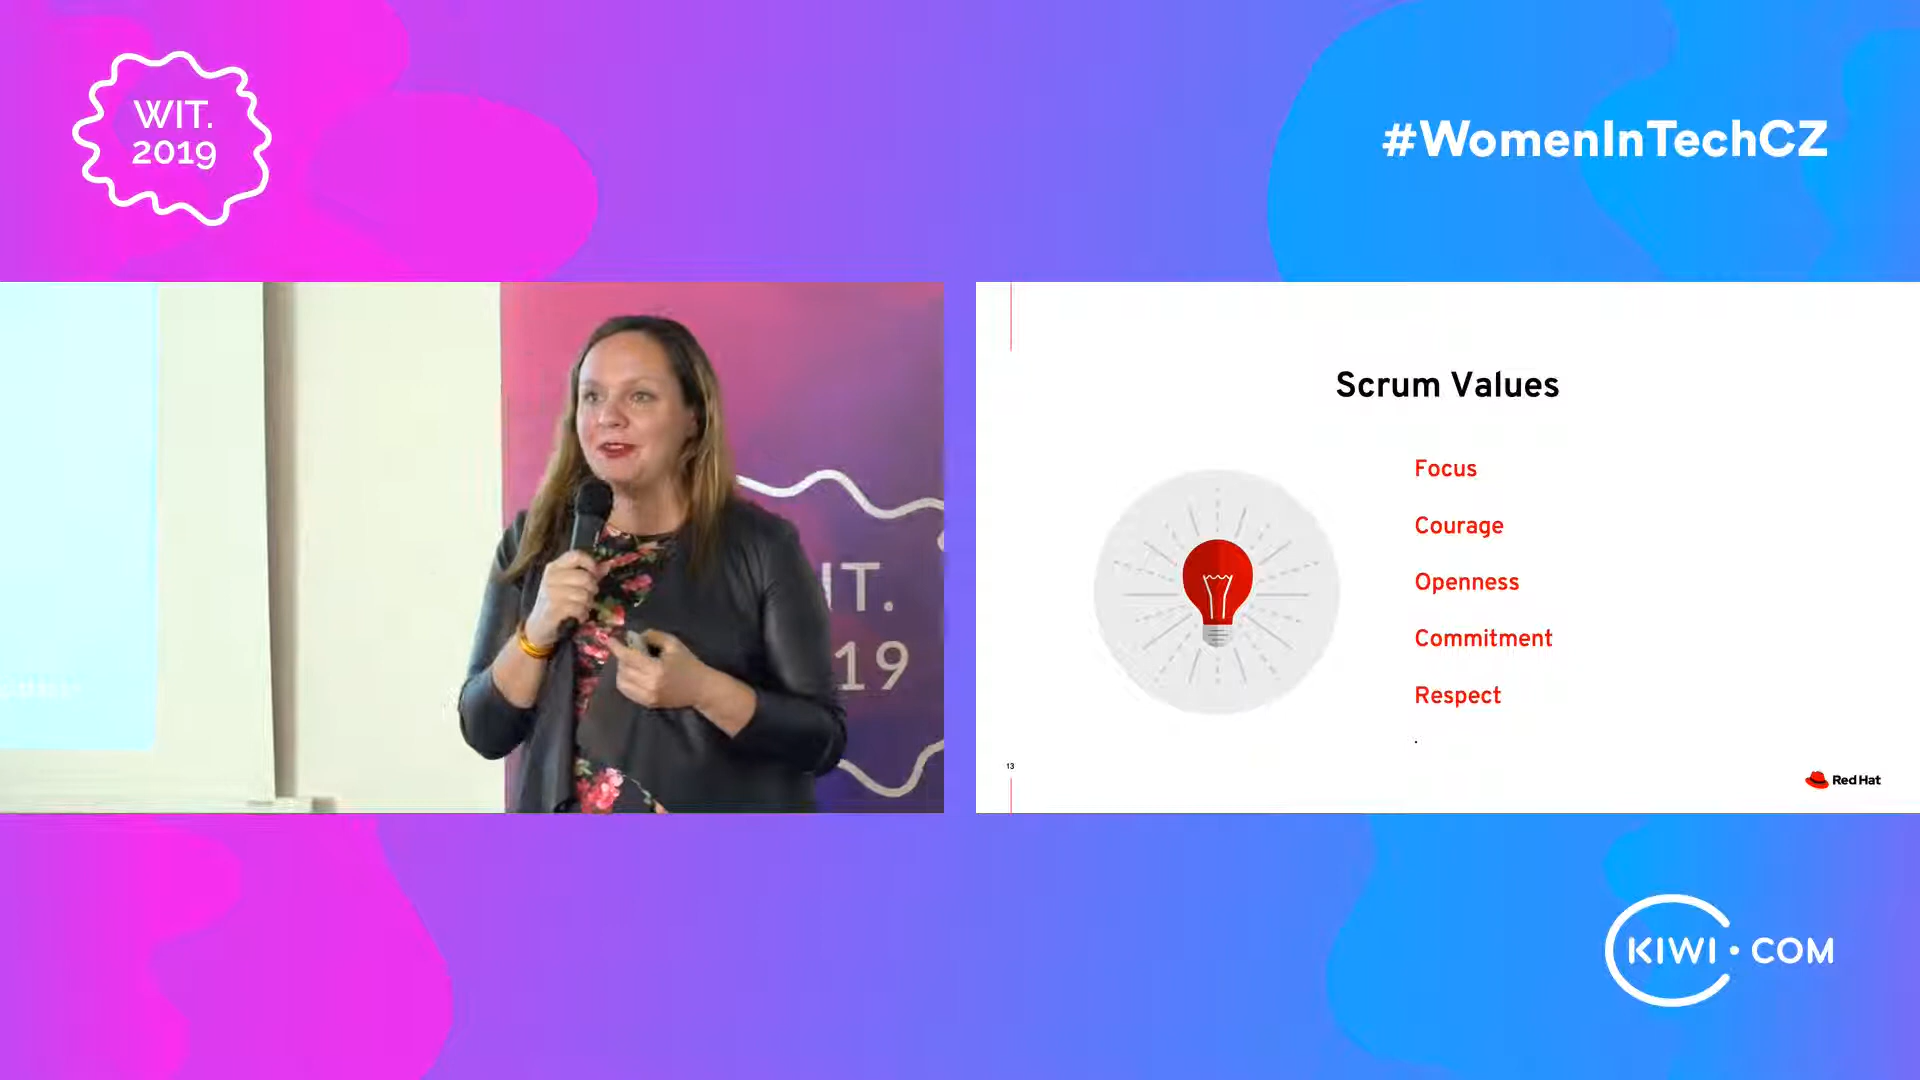 WIT.
2019
#WomenInTechCZ
IT.
19
Scrum Values
Focus
Courage
Openness
Commitment
Respect
.
13
Red Hat
KIWI.COM